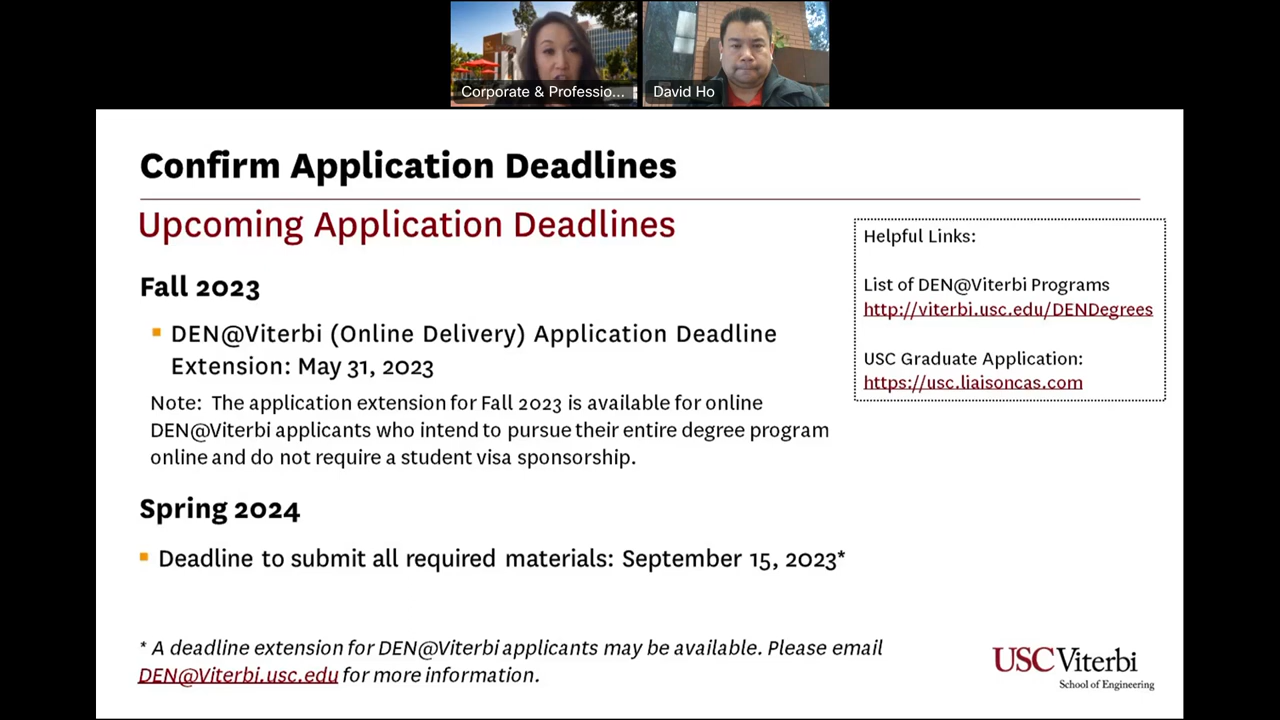 Corporate & Professio...
David Ho
Confirm Application Deadlines
Upcoming Application Deadlines
Fall 2023
DEN@Viterbi (Online Delivery) Application Deadline
Extension: May 31, 2023
Note: The application extension for Fall 2023 is available for online
DEN@Viterbi applicants who intend to pursue their entire degree program
online and do not require a student visa sponsorship.
Spring 2024
Deadline to submit all required materials: September 15, 2023*
* A deadline extension for DEN@Viterbi applicants may be available. Please email
DEN@Viterbi.usc.edu for more information.
Helpful Links:
List of DEN@Viterbi Programs
http://viterbi.usc.edu/DENDegrees
USC Graduate Application:
https://usc.liaisoncas.com
USC Viterbi
School of Engineering